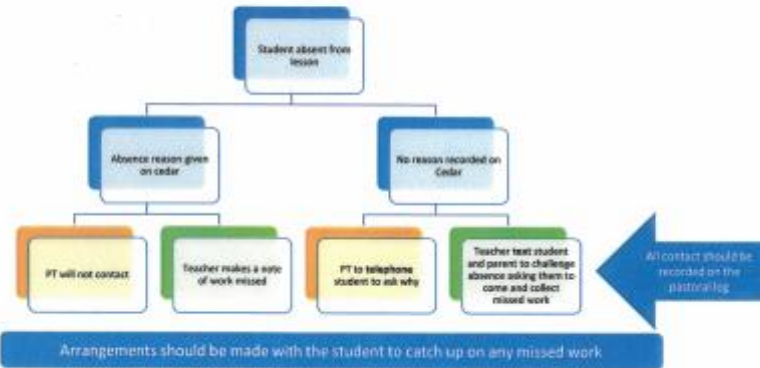 Student absent from
lesson
Absence reason given
on cedar
No reason recorded on
Cedar
PT will not contact
Teacher makes a note
of work missed
PT to telephone
student to ask why
Teacher text student
and parent to challenge
absence asking them to
come and collect
missed work
All contact should be
recorded on the
pastoral log
Arrangements should be made with the student to catch up on any missed work